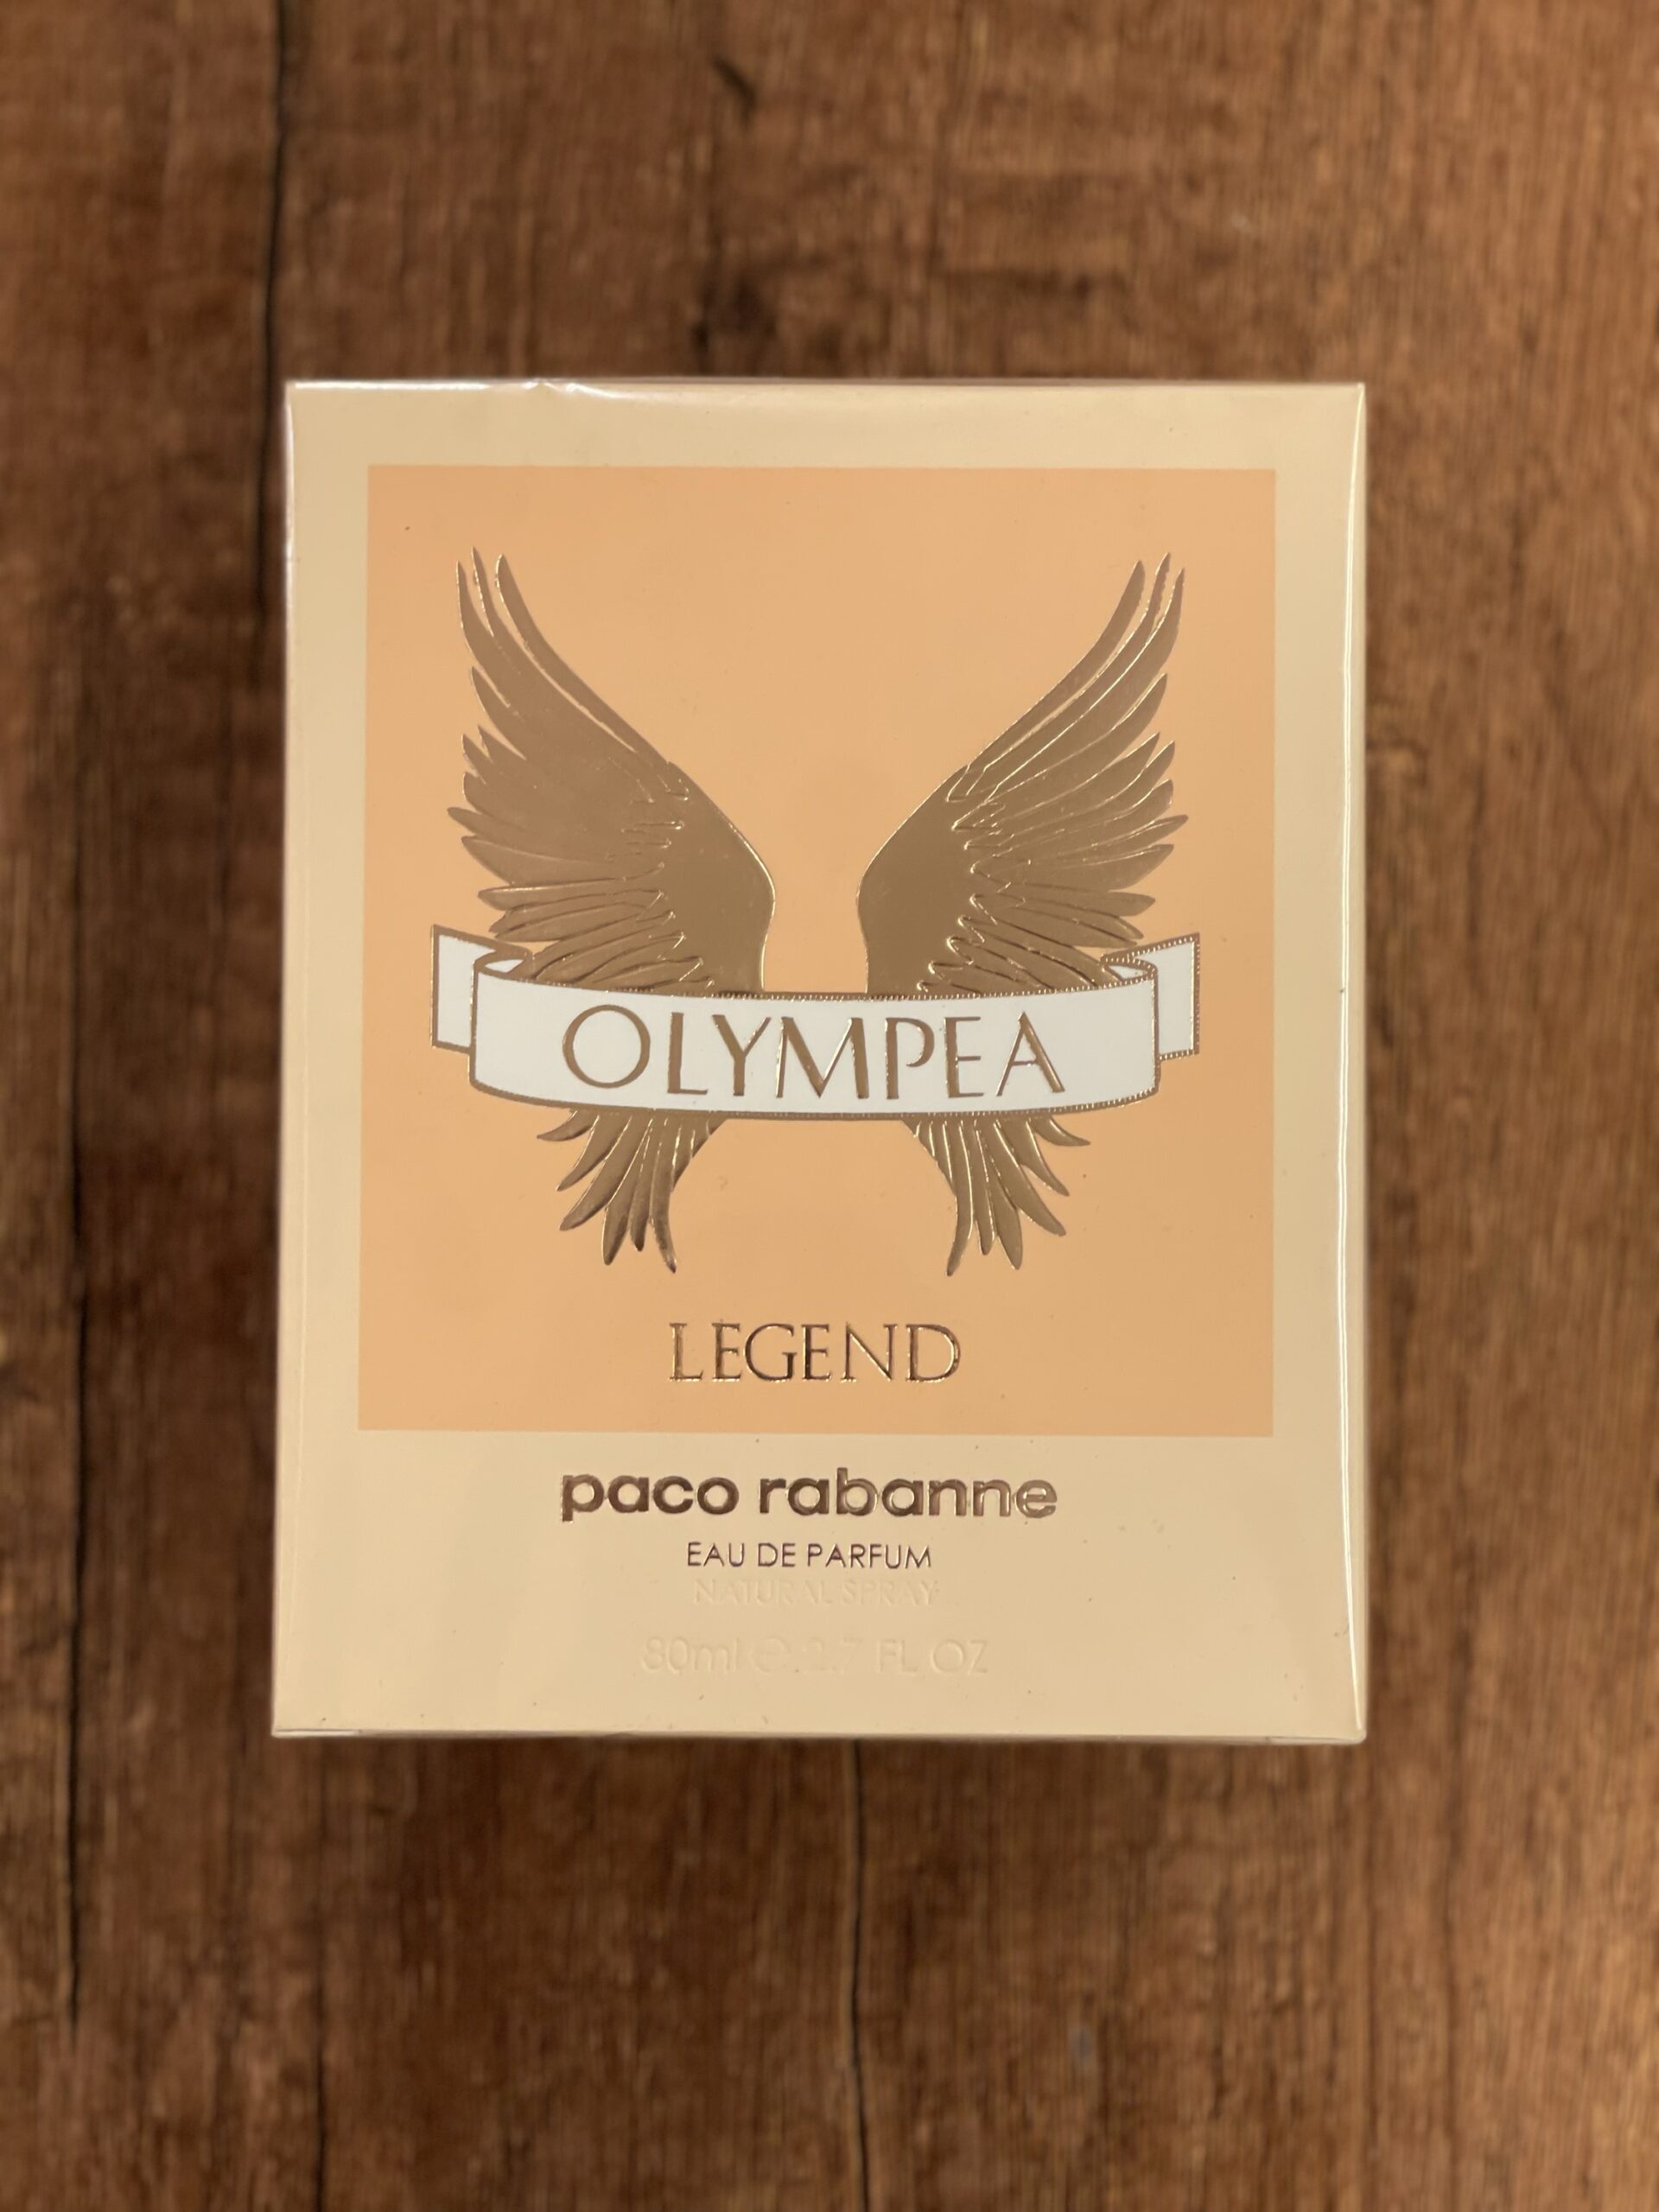 OLYMPEA
LEGEND
paco rabanne
EAU DE PARFUM
NATURAL SPRAY
80ml e 2.7 FL OZ